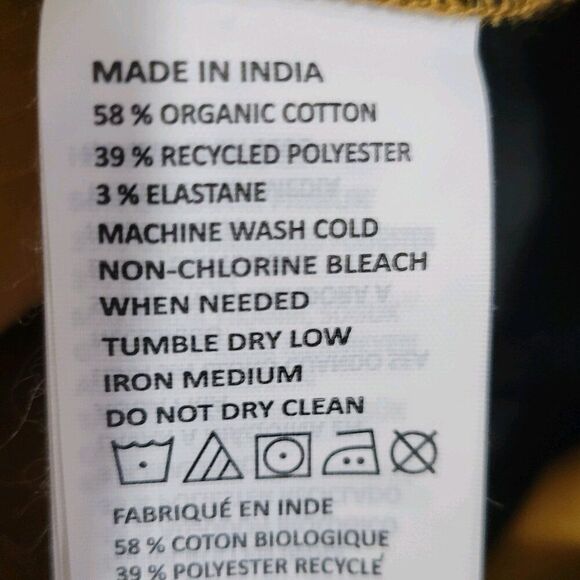 MADE IN INDIA
58 % ORGANIC COTTON
39 % RECYCLED POLYESTER
3 % ELASTANE
MACHINE WASH COLD
NON-CHLORINE BLEACH
WHEN NEEDED
TUMBLE DRY LOW
IRON MEDIUM
DO NOT DRY CLEAN
FABRIQUÉ EN INDE
58 % COTON BIOLOGIQUE
39 % POLYESTER RECYCLÉ